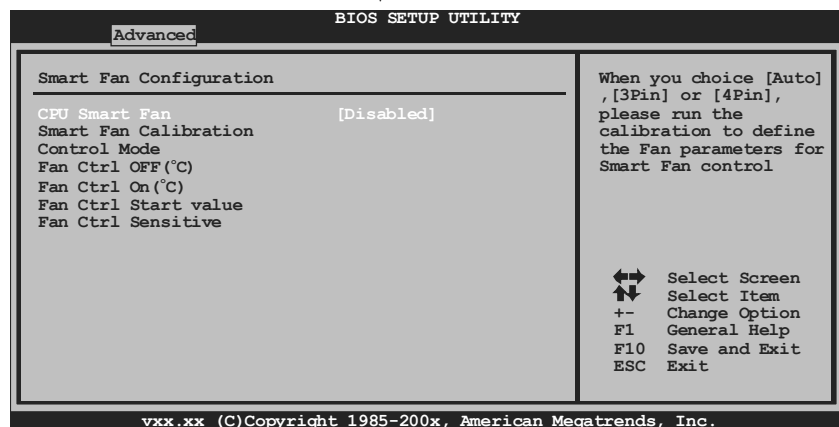 BIOS SETUP UTILITY
Advanced
Smart Fan Configuration
CPU Smart Fan [Disabled]
Smart Fan Calibration
Control Mode
Fan Ctrl OFF(°C)
Fan Ctrl On(°C)
Fan Ctrl Start value
Fan Ctrl Sensitive
When you choice [Auto]
,[3Pin] or [4Pin],
please run the
calibration to define
the Fan parameters for
Smart Fan control
Select Screen
Select Item
+- Change Option
F1 General Help
F10 Save and Exit
ESC Exit
vxx.xx (C)Copyright 1985-200x, American Megatrends, Inc.